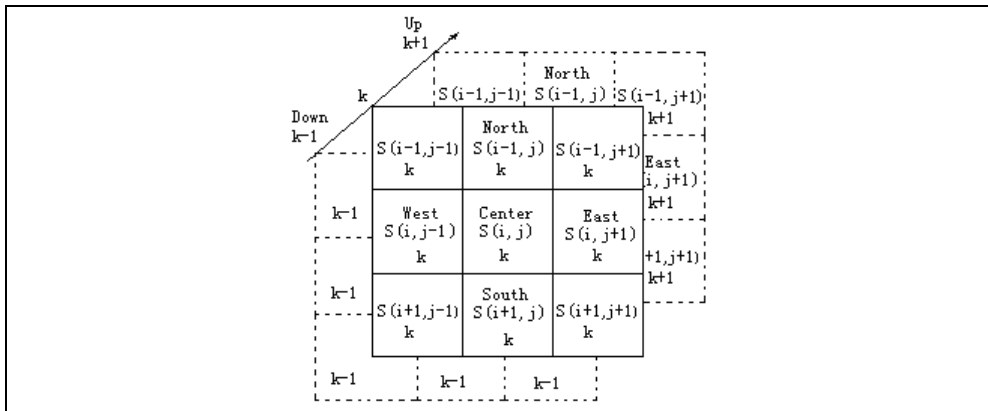 Up
k+1
North
S(i-1,j-1) S(i-1,j) S(i-1,j+1)
k+1
k
Down
k-1
North
S(i-1,j-1) S(i-1,j) S(i-1,j+1)
k k k
East
i,j+1)
k+1
k-1
West Center East
S(i,j-1) S(i,j) S(i,j+1)
k k k
+1,j+1)
k+1
k-1
South
S(i+1,j-1) S(i+1,j) S(i+1,j+1)
k k k
k-1 k-1 k-1